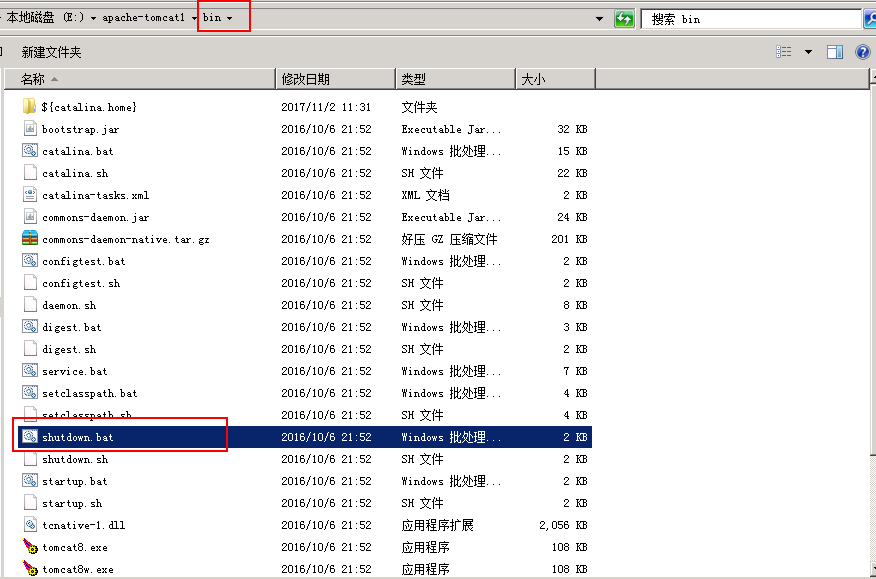 本地磁盘 (E:) apache-tomcat1 bin 搜索 bin
新建文件夹
名称 修改日期 类型 大小
${catalina.home} 2017/11/2 11:31 文件夹
bootstrap.jar 2016/10/6 21:52 Executable Jar... 32 KB
catalina.bat 2016/10/6 21:52 Windows 批处理... 15 KB
catalina.sh 2016/10/6 21:52 SH 文件 22 KB
catalina-tasks.xml 2016/10/6 21:52 XML 文档 2 KB
commons-daemon.jar 2016/10/6 21:52 Executable Jar... 24 KB
commons-daemon-native.tar.gz 2016/10/6 21:52 好压 GZ 压缩文件 201 KB
configtest.bat 2016/10/6 21:52 Windows 批处理... 2 KB
configtest.sh 2016/10/6 21:52 SH 文件 2 KB
daemon.sh 2016/10/6 21:52 SH 文件 8 KB
digest.bat 2016/10/6 21:52 Windows 批处理... 3 KB
digest.sh 2016/10/6 21:52 SH 文件 2 KB
service.bat 2016/10/6 21:52 Windows 批处理... 7 KB
setclasspath.bat 2016/10/6 21:52 Windows 批处理... 4 KB
setclasspath.sh 2016/10/6 21:52 SH 文件 4 KB
shutdown.bat 2016/10/6 21:52 Windows 批处理... 2 KB
shutdown.sh 2016/10/6 21:52 SH 文件 2 KB
startup.bat 2016/10/6 21:52 Windows 批处理... 2 KB
startup.sh 2016/10/6 21:52 SH 文件 2 KB
tcnative-1.dll 2016/10/6 21:52 应用程序扩展 2,056 KB
tomcat8.exe 2016/10/6 21:52 应用程序 108 KB
tomcat8w.exe 2016/10/6 21:52 应用程序 108 KB